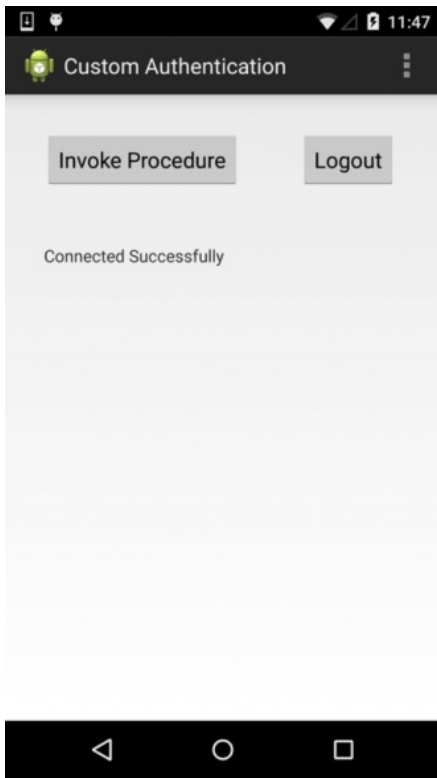 11:47
Custom Authentication
Invoke Procedure Logout
Connected Successfully